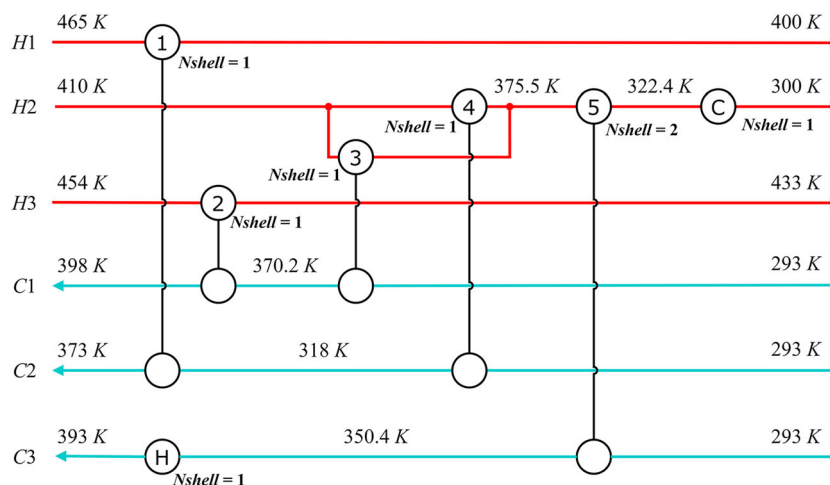 465 K
400 K
H1
1
Nshell = 1
410 K
375.5 K
322.4 K
300 K
H2
4
5
C
Nshell = 1
Nshell = 2
Nshell = 1
3
Nshell = 1
454 K
433 K
H3
2
Nshell = 1
398 K
370.2 K
293 K
C1
373 K
318 K
293 K
C2
393 K
350.4 K
293 K
C3
H
Nshell = 1